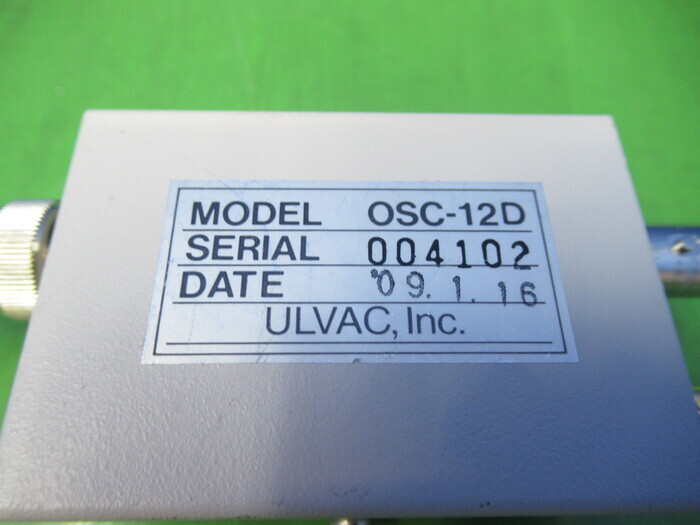 MODEL OSC-12D
SERIAL 004102
DATE '09. 1. 16
ULVAC, Inc.